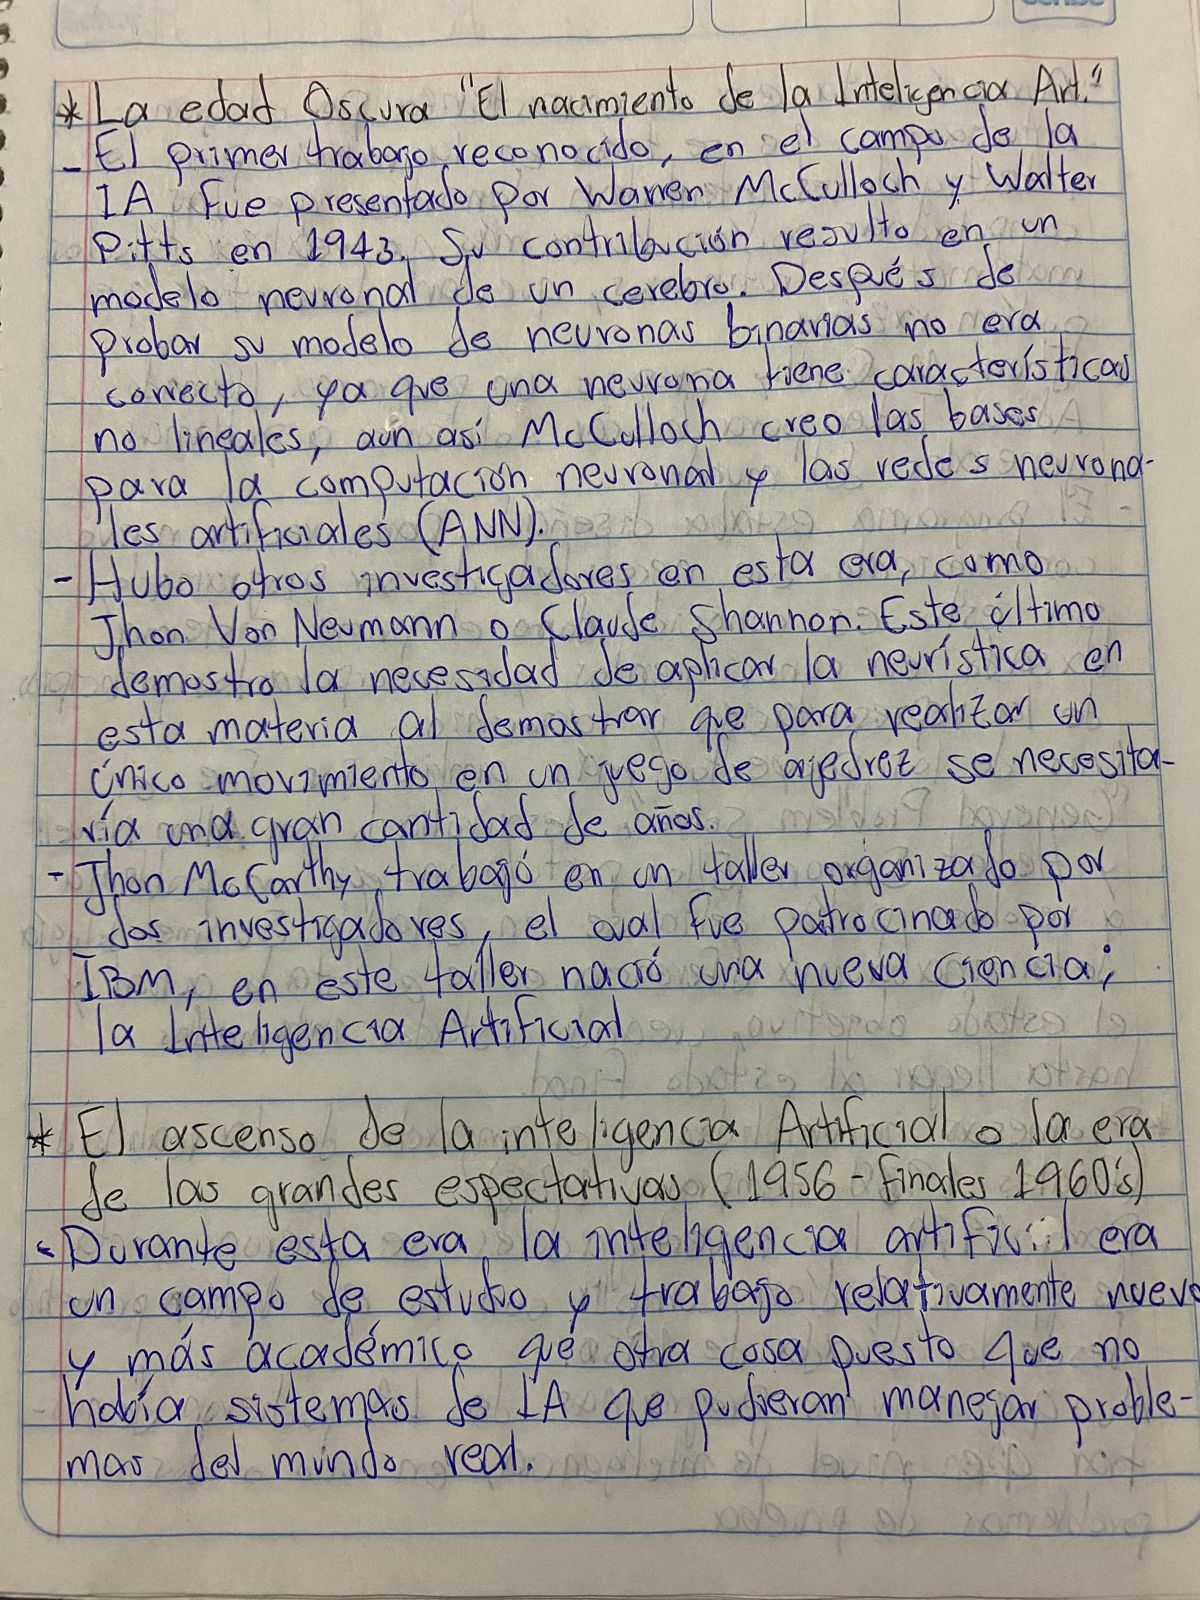 * La edad Oscura "El nacimiento de la Inteligencia Art."
- El primer trabajo reconocido, en el campo de la
IA fue presentado por Warren McCulloch y Walter
Pitts en 1943. Su contribución resulto en un
modelo neuronal de un cerebro. Después de
probar su modelo de neuronas binarias no era
correcto, ya que una neurona tiene características
no lineales, aún así McCulloch creo las bases
para la computación neuronal y las redes neurona-
les artificiales (ANN).
- Hubo otros investigadores en esta era, como
Jhon Von Neumann o Claude Shannon. Este último
demostro la necesidad de aplicar la neurística en
esta materia al demostrar que para realizar un
único movimiento en un juego de ajedrez se necesita-
ría una gran cantidad de años.
- Jhon McCarthy trabajó en un taller organizado por
dos investigadores, el cual fue patrocinado por
IBM, en este taller nació una nueva ciencia;
la Inteligencia Artificial
* El ascenso de la inteligencia Artificial o la era
de las grandes espectativas (1956 - finales 1960's)
- Durante esta era, la inteligencia artificial era
un campo de estudio y trabajo relativamente nuevo
y más académico que otra cosa puesto que no
había sistemas de IA que pudieran manejar proble-
mas del mundo real.